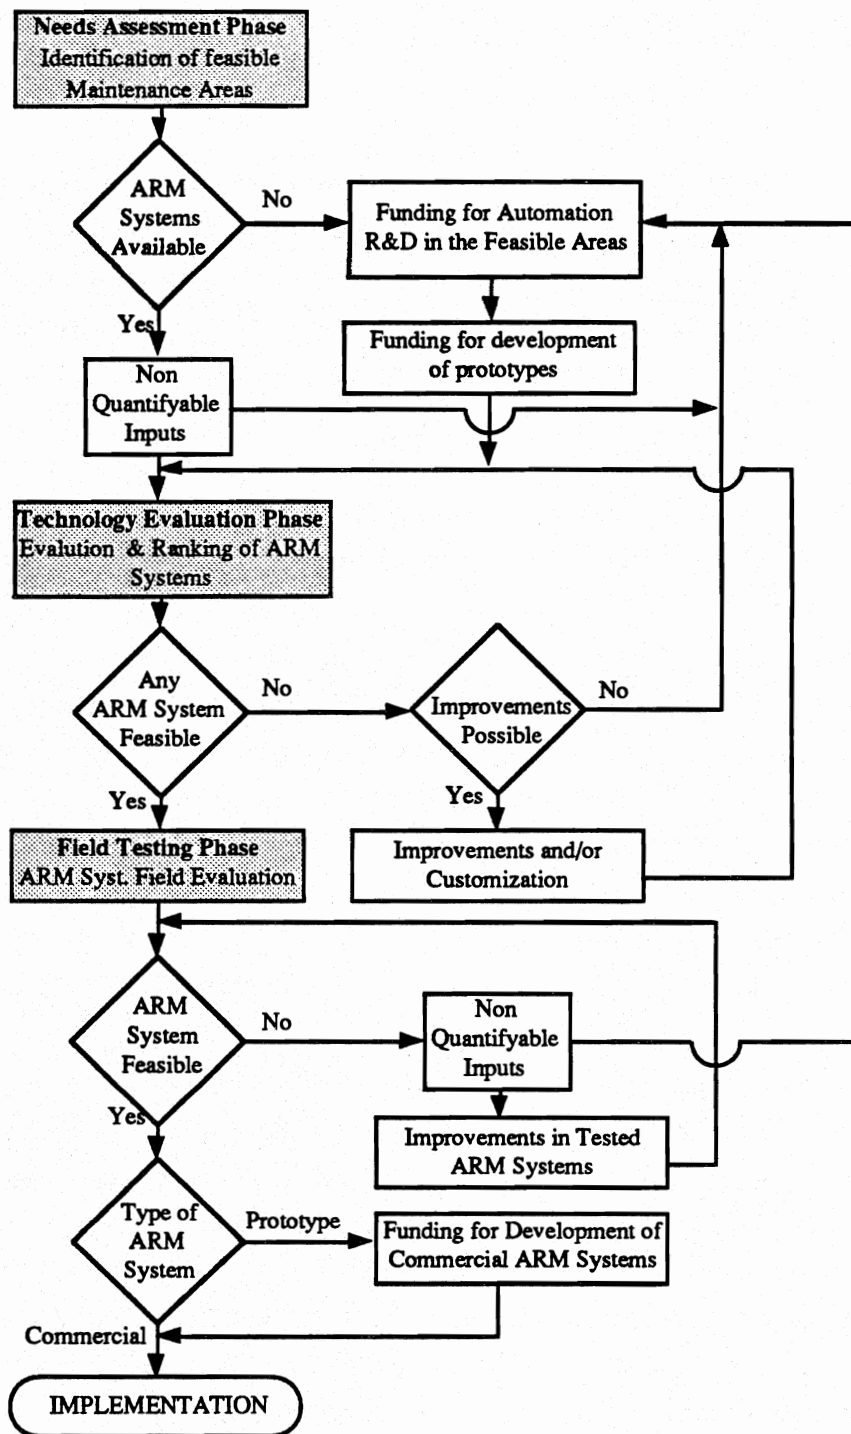 Needs Assessment Phase
Identification of feasible
Maintenance Areas
ARM
Systems
Available
No
Funding for Automation
R&D in the Feasible Areas
Yes
Funding for development
of prototypes
Non
Quantifyable
Inputs
Technology Evaluation Phase
Evalution & Ranking of ARM
Systems
Any
ARM System
Feasible
No
Improvements
Possible
No
Yes
Yes
Field Testing Phase
ARM Syst. Field Evaluation
Improvements and/or
Customization
ARM
System
Feasible
No
Non
Quantifyable
Inputs
Yes
Improvements in Tested
ARM Systems
Type of
ARM
System
Prototype
Funding for Development of
Commercial ARM Systems
Commercial
IMPLEMENTATION